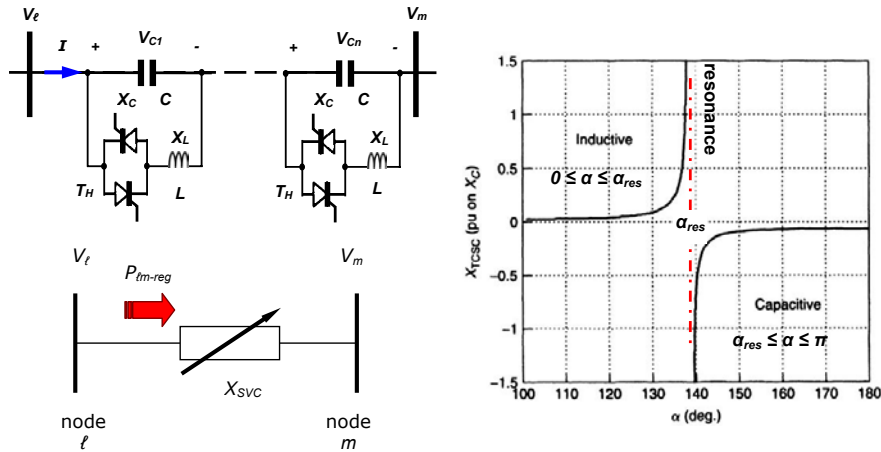 Vℓ
I
+
VC1
-
+
VCn
-
Vm
XC
C
XC
C
XL
XL
TH
L
TH
L
Vℓ
Pℓm-reg
Vm
XSVC
node
ℓ
node
m
XTCSC (pu on XC)
1.5
1
0.5
0
-0.5
-1
-1.5
100
110
120
130
140
150
160
170
180
α (deg.)
Inductive
0 ≤ α ≤ αres
resonance
αres
Capacitive
αres ≤ α ≤ π